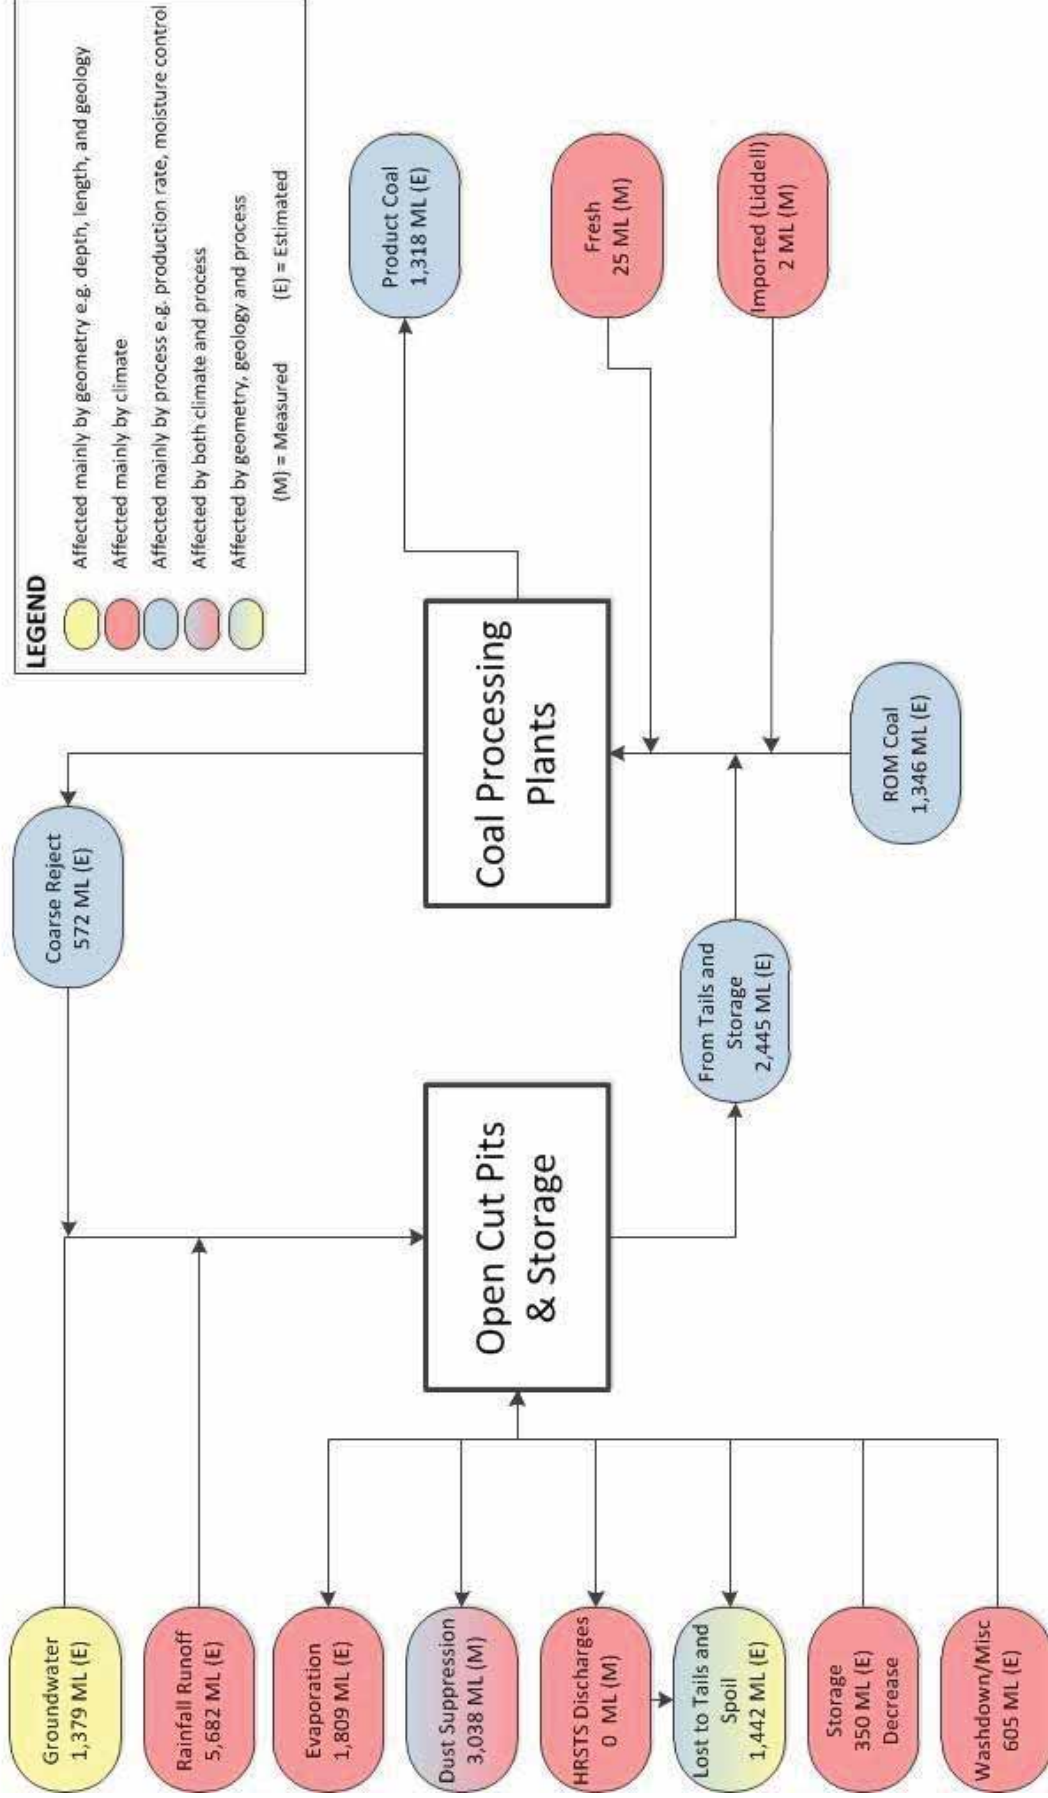 LEGEND
Affected mainly by geometry e.g. depth, length, and geology
Affected mainly by climate
Affected mainly by process e.g. production rate, moisture control
Affected by both climate and process
Affected by geometry, geology and process
(M) = Measured (E) = Estimated
Groundwater
1,379 ML (E)
Rainfall Runoff
5,682 ML (E)
Evaporation
1,809 ML (E)
Dust Suppression
3,038 ML (M)
HRSTS Discharges
0 ML (M)
Lost to Tails and
Spoil
1,442 ML (E)
Storage
350 ML (E)
Decrease
Washdown/Misc
605 ML (E)
Open Cut Pits
& Storage
Coarse Reject
572 ML (E)
From Tails and
Storage
2,445 ML (E)
Coal Processing
Plants
ROM Coal
1,346 ML (E)
Product Coal
1,318 ML (E)
Fresh
25 ML (M)
Imported (Liddell)
2 ML (M)